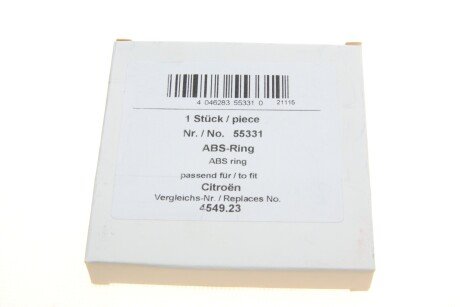 4 046283 55331 0 21116
1 Stück / piece
Nr. / No. 55331
ABS-Ring
ABS ring
passend für / to fit
Citroën
Vergleichs-Nr. / Replaces No.
4549.23